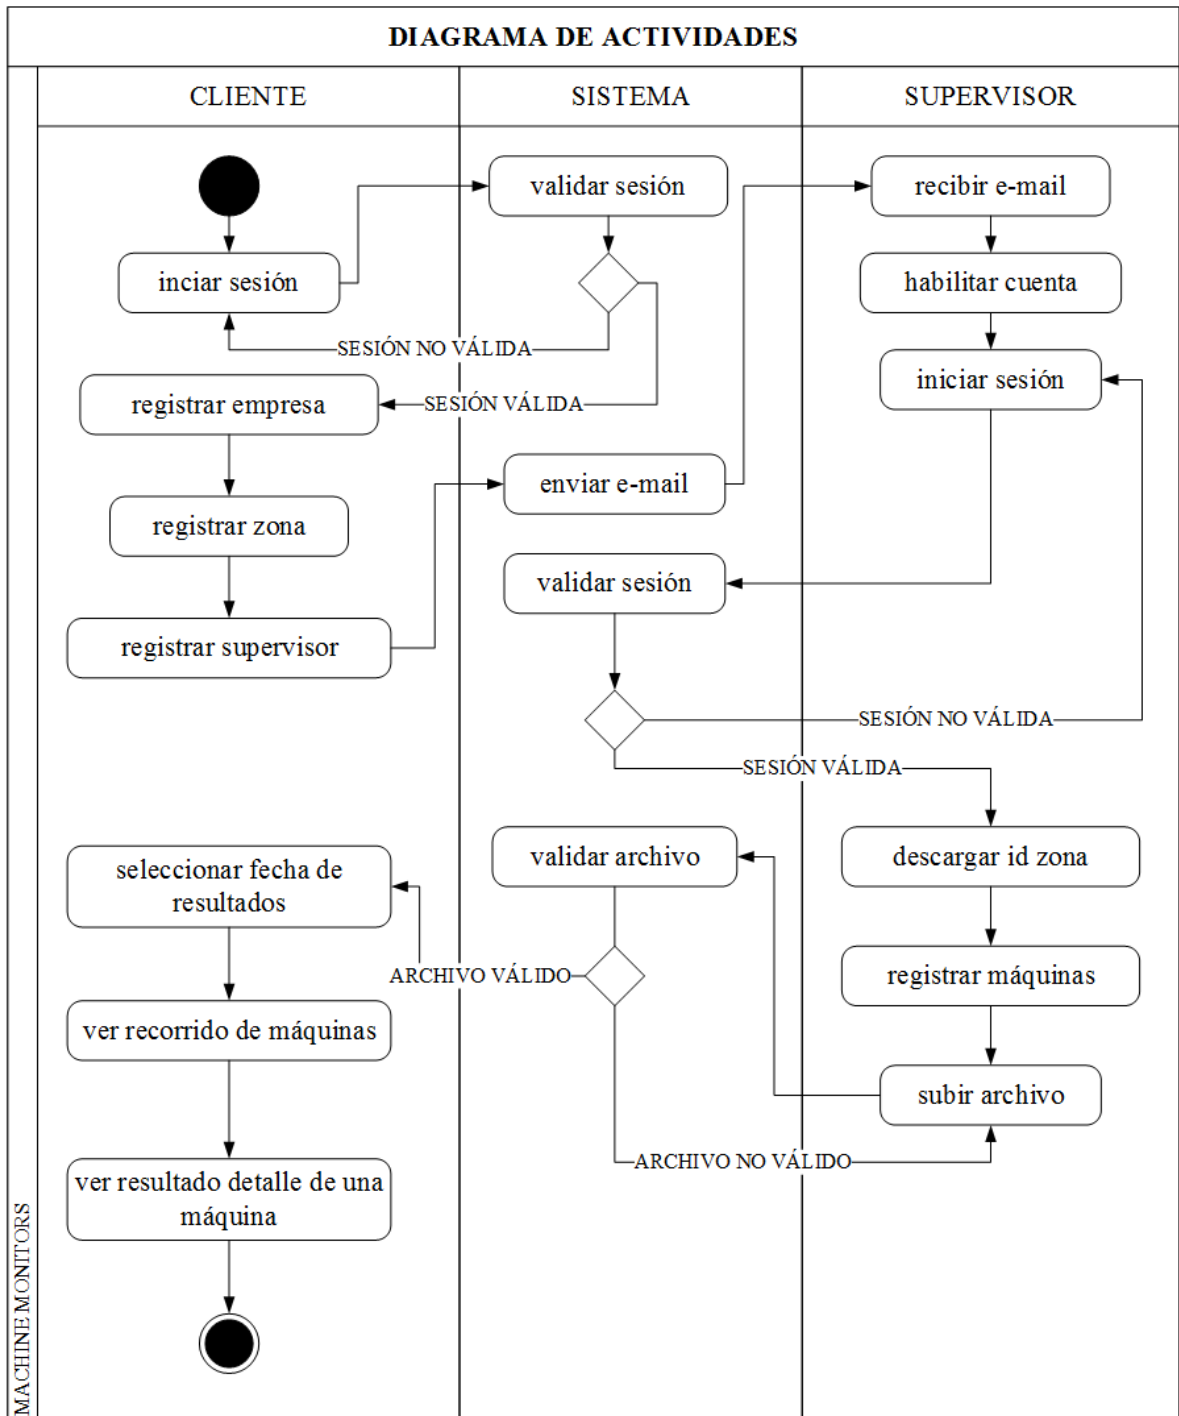 DIAGRAMA DE ACTIVIDADES
CLIENTE
SISTEMA
SUPERVISOR
validar sesión
recibir e-mail
inciar sesión
habilitar cuenta
SESIÓN NO VÁLIDA
iniciar sesión
registrar empresa
SESIÓN VÁLIDA
enviar e-mail
registrar zona
validar sesión
registrar supervisor
SESIÓN NO VÁLIDA
SESIÓN VÁLIDA
seleccionar fecha de
resultados
validar archivo
descargar id zona
ARCHIVO VÁLIDO
registrar máquinas
ver recorrido de máquinas
subir archivo
ARCHIVO NO VÁLIDO
ver resultado detalle de una
máquina
MACHINE MONITORS